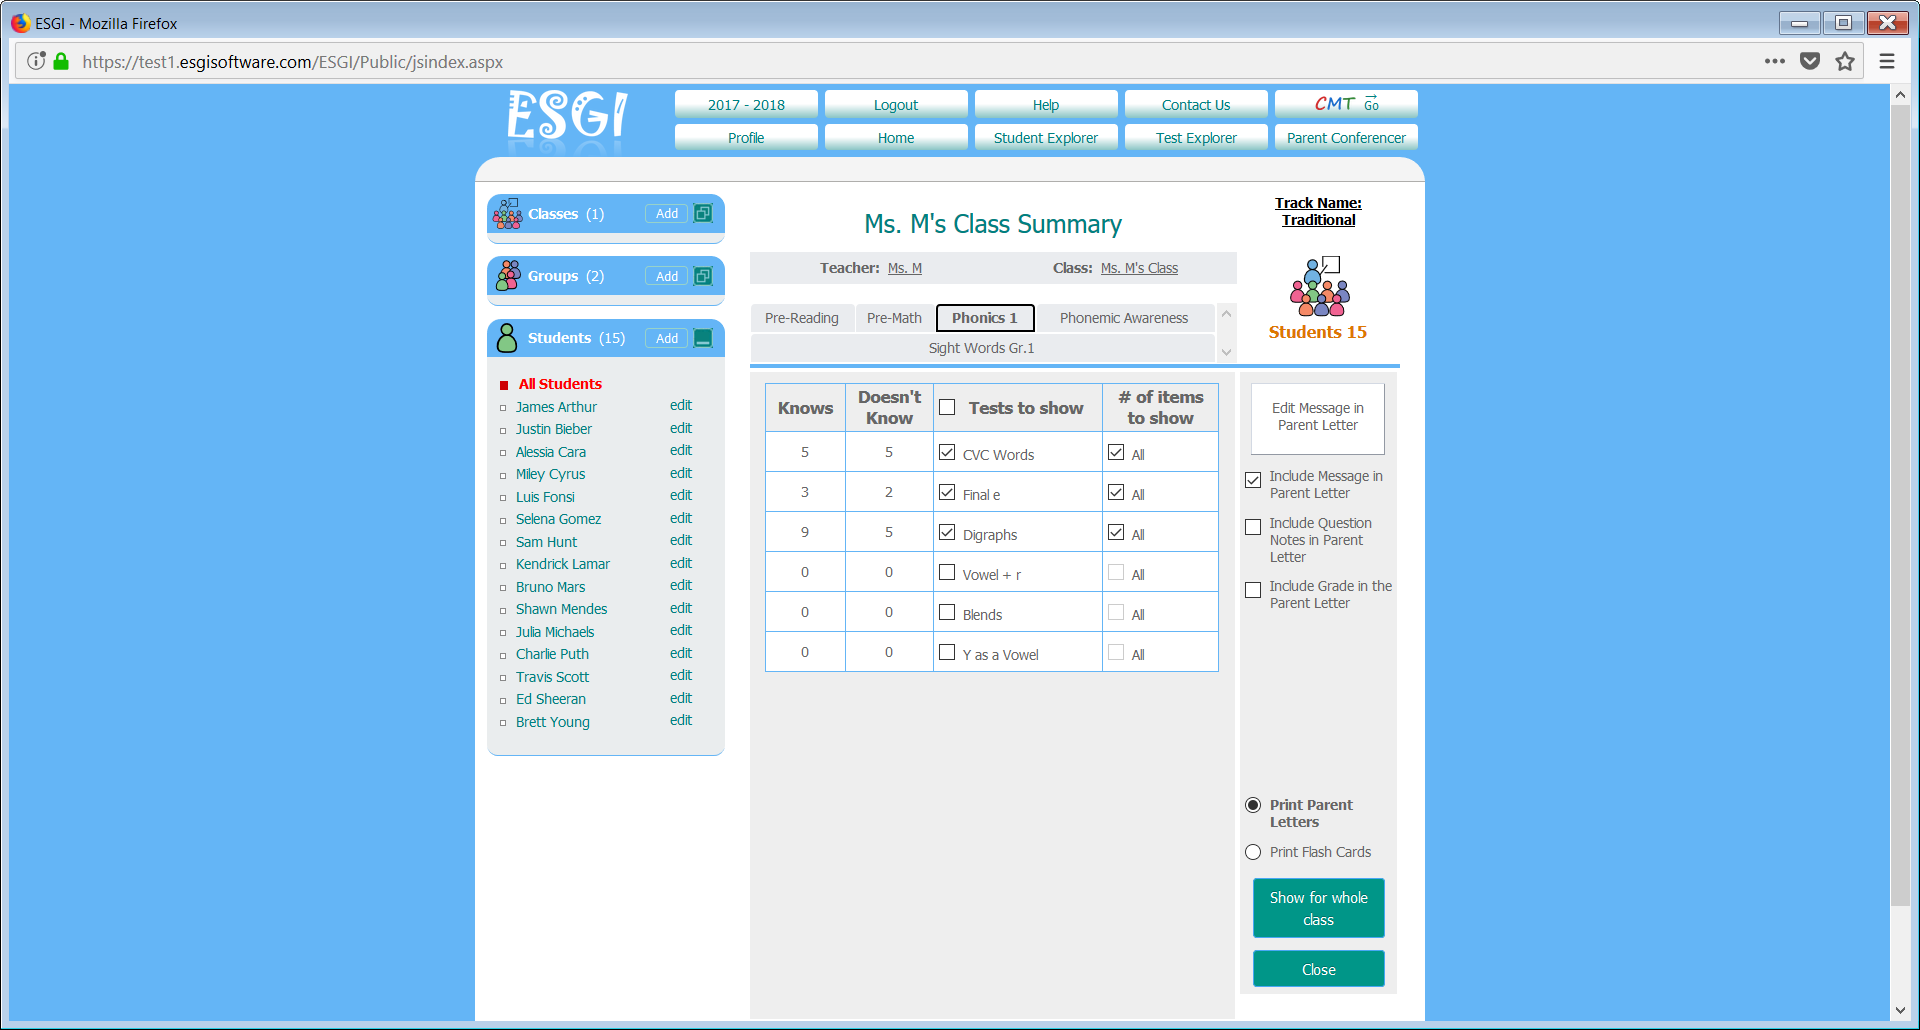 ESGI - Mozilla Firefox
https://test1.esgisoftware.com/ESGI/Public/jsindex.aspx
ESGI
2017 - 2018
Logout
Help
Contact Us
CMT Go
Profile
Home
Student Explorer
Test Explorer
Parent Conferencer
Classes (1)
Add
Groups (2)
Add
Students (15)
Add
All Students
James Arthur edit
Justin Bieber edit
Alessia Cara edit
Miley Cyrus edit
Luis Fonsi edit
Selena Gomez edit
Sam Hunt edit
Kendrick Lamar edit
Bruno Mars edit
Shawn Mendes edit
Julia Michaels edit
Charlie Puth edit
Travis Scott edit
Ed Sheeran edit
Brett Young edit
Ms. M's Class Summary
Teacher: Ms. M
Class: Ms. M's Class
Pre-Reading
Pre-Math
Phonics 1
Phonemic Awareness
Sight Words Gr.1
Track Name:
Traditional
Students 15
Knows
Doesn't
Know
Tests to show
# of items
to show
5 5 CVC Words All
3 2 Final e All
9 5 Digraphs All
0 0 Vowel + r All
0 0 Blends All
0 0 Y as a Vowel All
Edit Message in
Parent Letter
Include Message in
Parent Letter
Include Question
Notes in Parent
Letter
Include Grade in the
Parent Letter
Print Parent
Letters
Print Flash Cards
Show for whole
class
Close